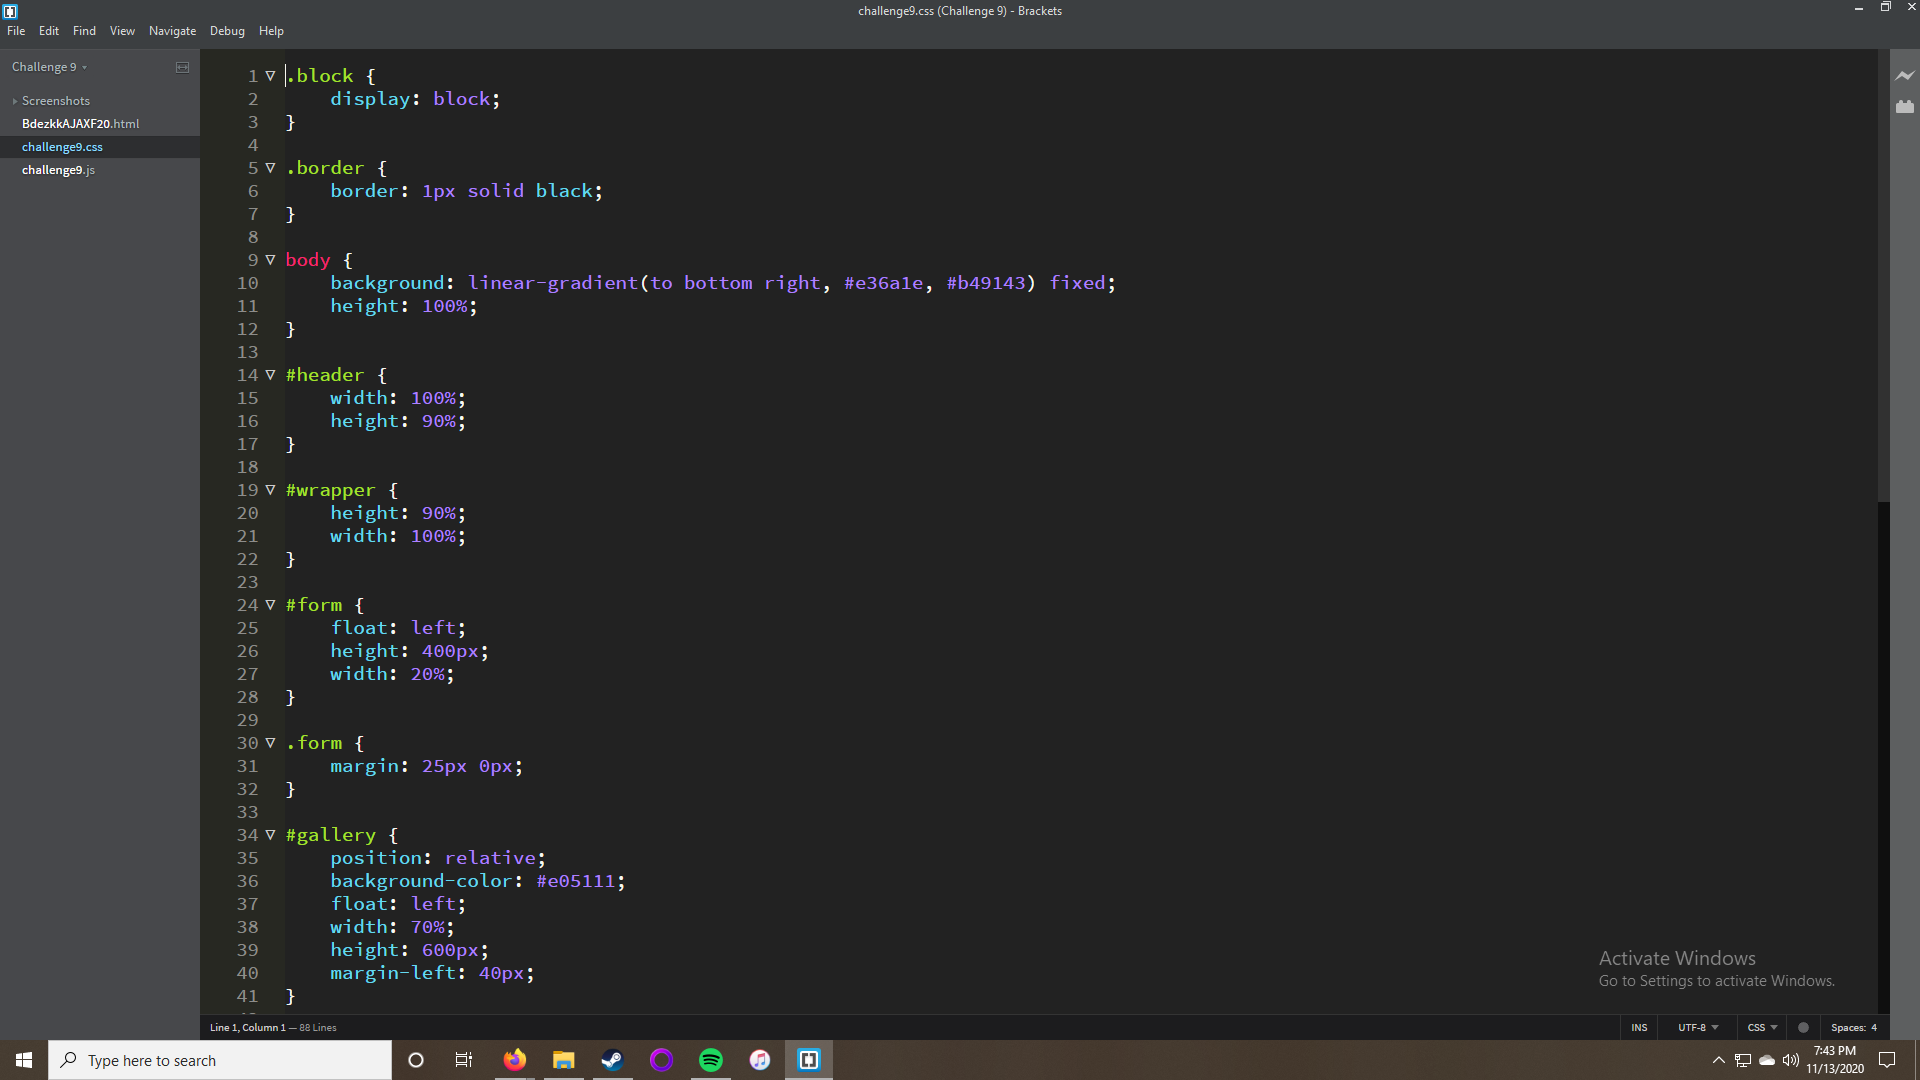 challenge9.css (Challenge 9) - Brackets
File Edit Find View Navigate Debug Help
Challenge 9
Screenshots
BdezkkAJAXF20.html
challenge9.css
challenge9.js
1 .block {
2 display: block;
3 }
4
5 .border {
6 border: 1px solid black;
7 }
8
9 body {
10 background: linear-gradient(to bottom right, #e36a1e, #b49143) fixed;
11 height: 100%;
12 }
13
14 #header {
15 width: 100%;
16 height: 90%;
17 }
18
19 #wrapper {
20 height: 90%;
21 width: 100%;
22 }
23
24 #form {
25 float: left;
26 height: 400px;
27 width: 20%;
28 }
29
30 .form {
31 margin: 25px 0px;
32 }
33
34 #gallery {
35 position: relative;
36 background-color: #e05111;
37 float: left;
38 width: 70%;
39 height: 600px;
40 margin-left: 40px;
41 }
Activate Windows
Go to Settings to activate Windows.
Line 1, Column 1 — 88 Lines
INS UTF-8 CSS Spaces: 4
Type here to search
7:43 PM
11/13/2020